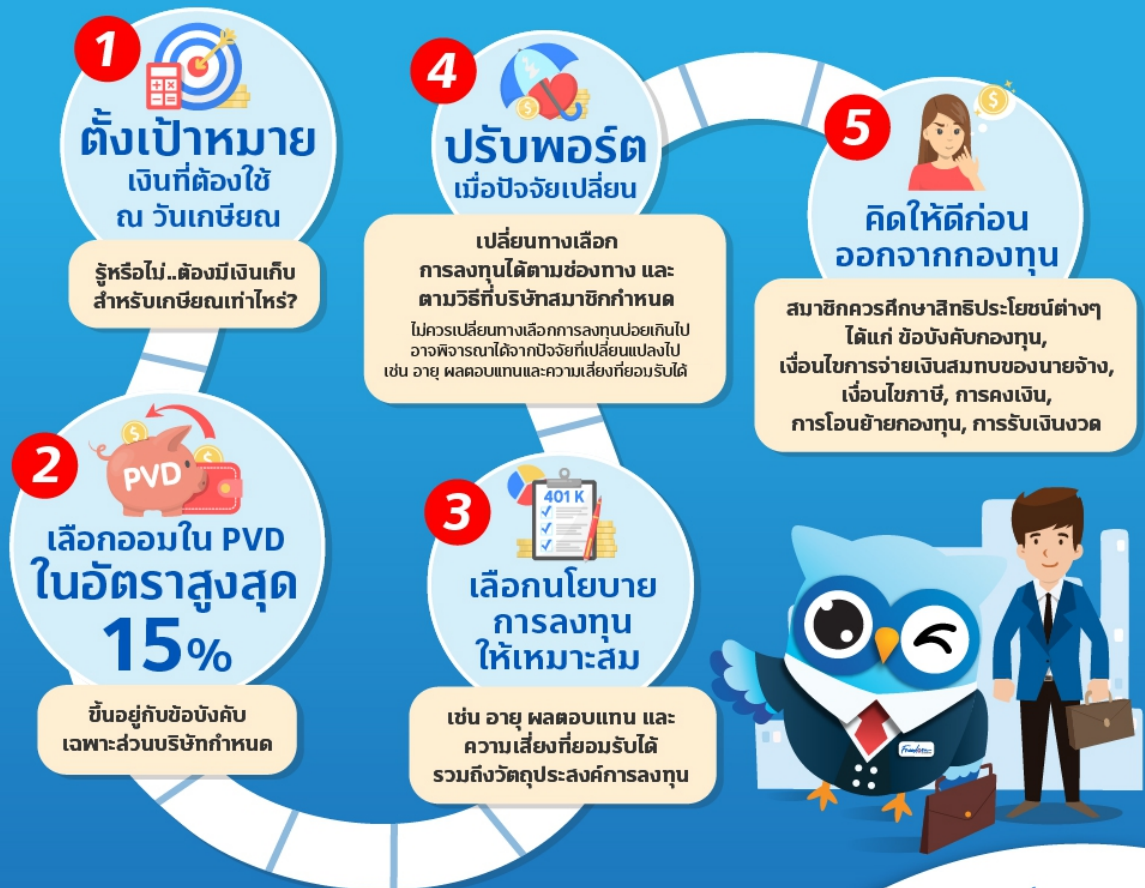 1
ตั้งเป้าหมาย
เงินที่ต้องใช้
ณ วันเกษียณ
รู้หรือไม่..ต้องมีเงินเก็บ
สำหรับเกษียณเท่าไหร่?
2
PVD
เลือกออมใน PVD
ในอัตราสูงสุด
15%
ขึ้นอยู่กับข้อบังคับ
เฉพาะส่วนบริษัทกำหนด
3
401 K
เลือกนโยบาย
การลงทุน
ให้เหมาะสม
เช่น อายุ ผลตอบแทน และ
ความเสี่ยงที่ยอมรับได้
รวมถึงวัตถุประสงค์การลงทุน
4
ปรับพอร์ต
เมื่อปัจจัยเปลี่ยน
เปลี่ยนทางเลือก
การลงทุนได้ตามช่องทาง และ
ตามวิธีที่บริษัทสมาชิกกำหนด
ไม่ควรเปลี่ยนทางเลือกการลงทุนบ่อยเกินไป
อาจพิจารณาได้จากปัจจัยที่เปลี่ยนแปลงไป
เช่น อายุ ผลตอบแทนและความเสี่ยงที่ยอมรับได้
5
คิดให้ดีก่อน
ออกจากกองทุน
สมาชิกควรศึกษาสิทธิประโยชน์ต่างๆ
ได้แก่ ข้อบังคับกองทุน,
เงื่อนไขการจ่ายเงินสมทบของนายจ้าง,
เงื่อนไขภาษี, การคงเงิน,
การโอนย้ายกองทุน, การรับเงินงวด